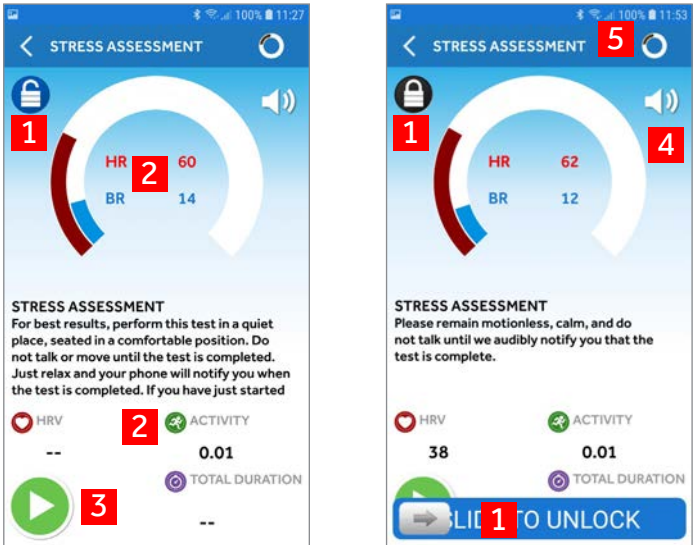 100% 11:27
STRESS ASSESSMENT
1
HR 2 60
BR 14
STRESS ASSESSMENT
For best results, perform this test in a quiet
place, seated in a comfortable position. Do
not talk or move until the test is completed.
Just relax and your phone will notify you when
the test is completed. If you have just started
HRV 2 ACTIVITY
-- 0.01
TOTAL DURATION
3
--
100% 11:53
STRESS ASSESSMENT 5
1
4
HR 62
BR 12
STRESS ASSESSMENT
Please remain motionless, calm, and do
not talk until we audibly notify you that the
test is complete.
HRV ACTIVITY
38 0.01
TOTAL DURATION
LID 1 TO UNLOCK